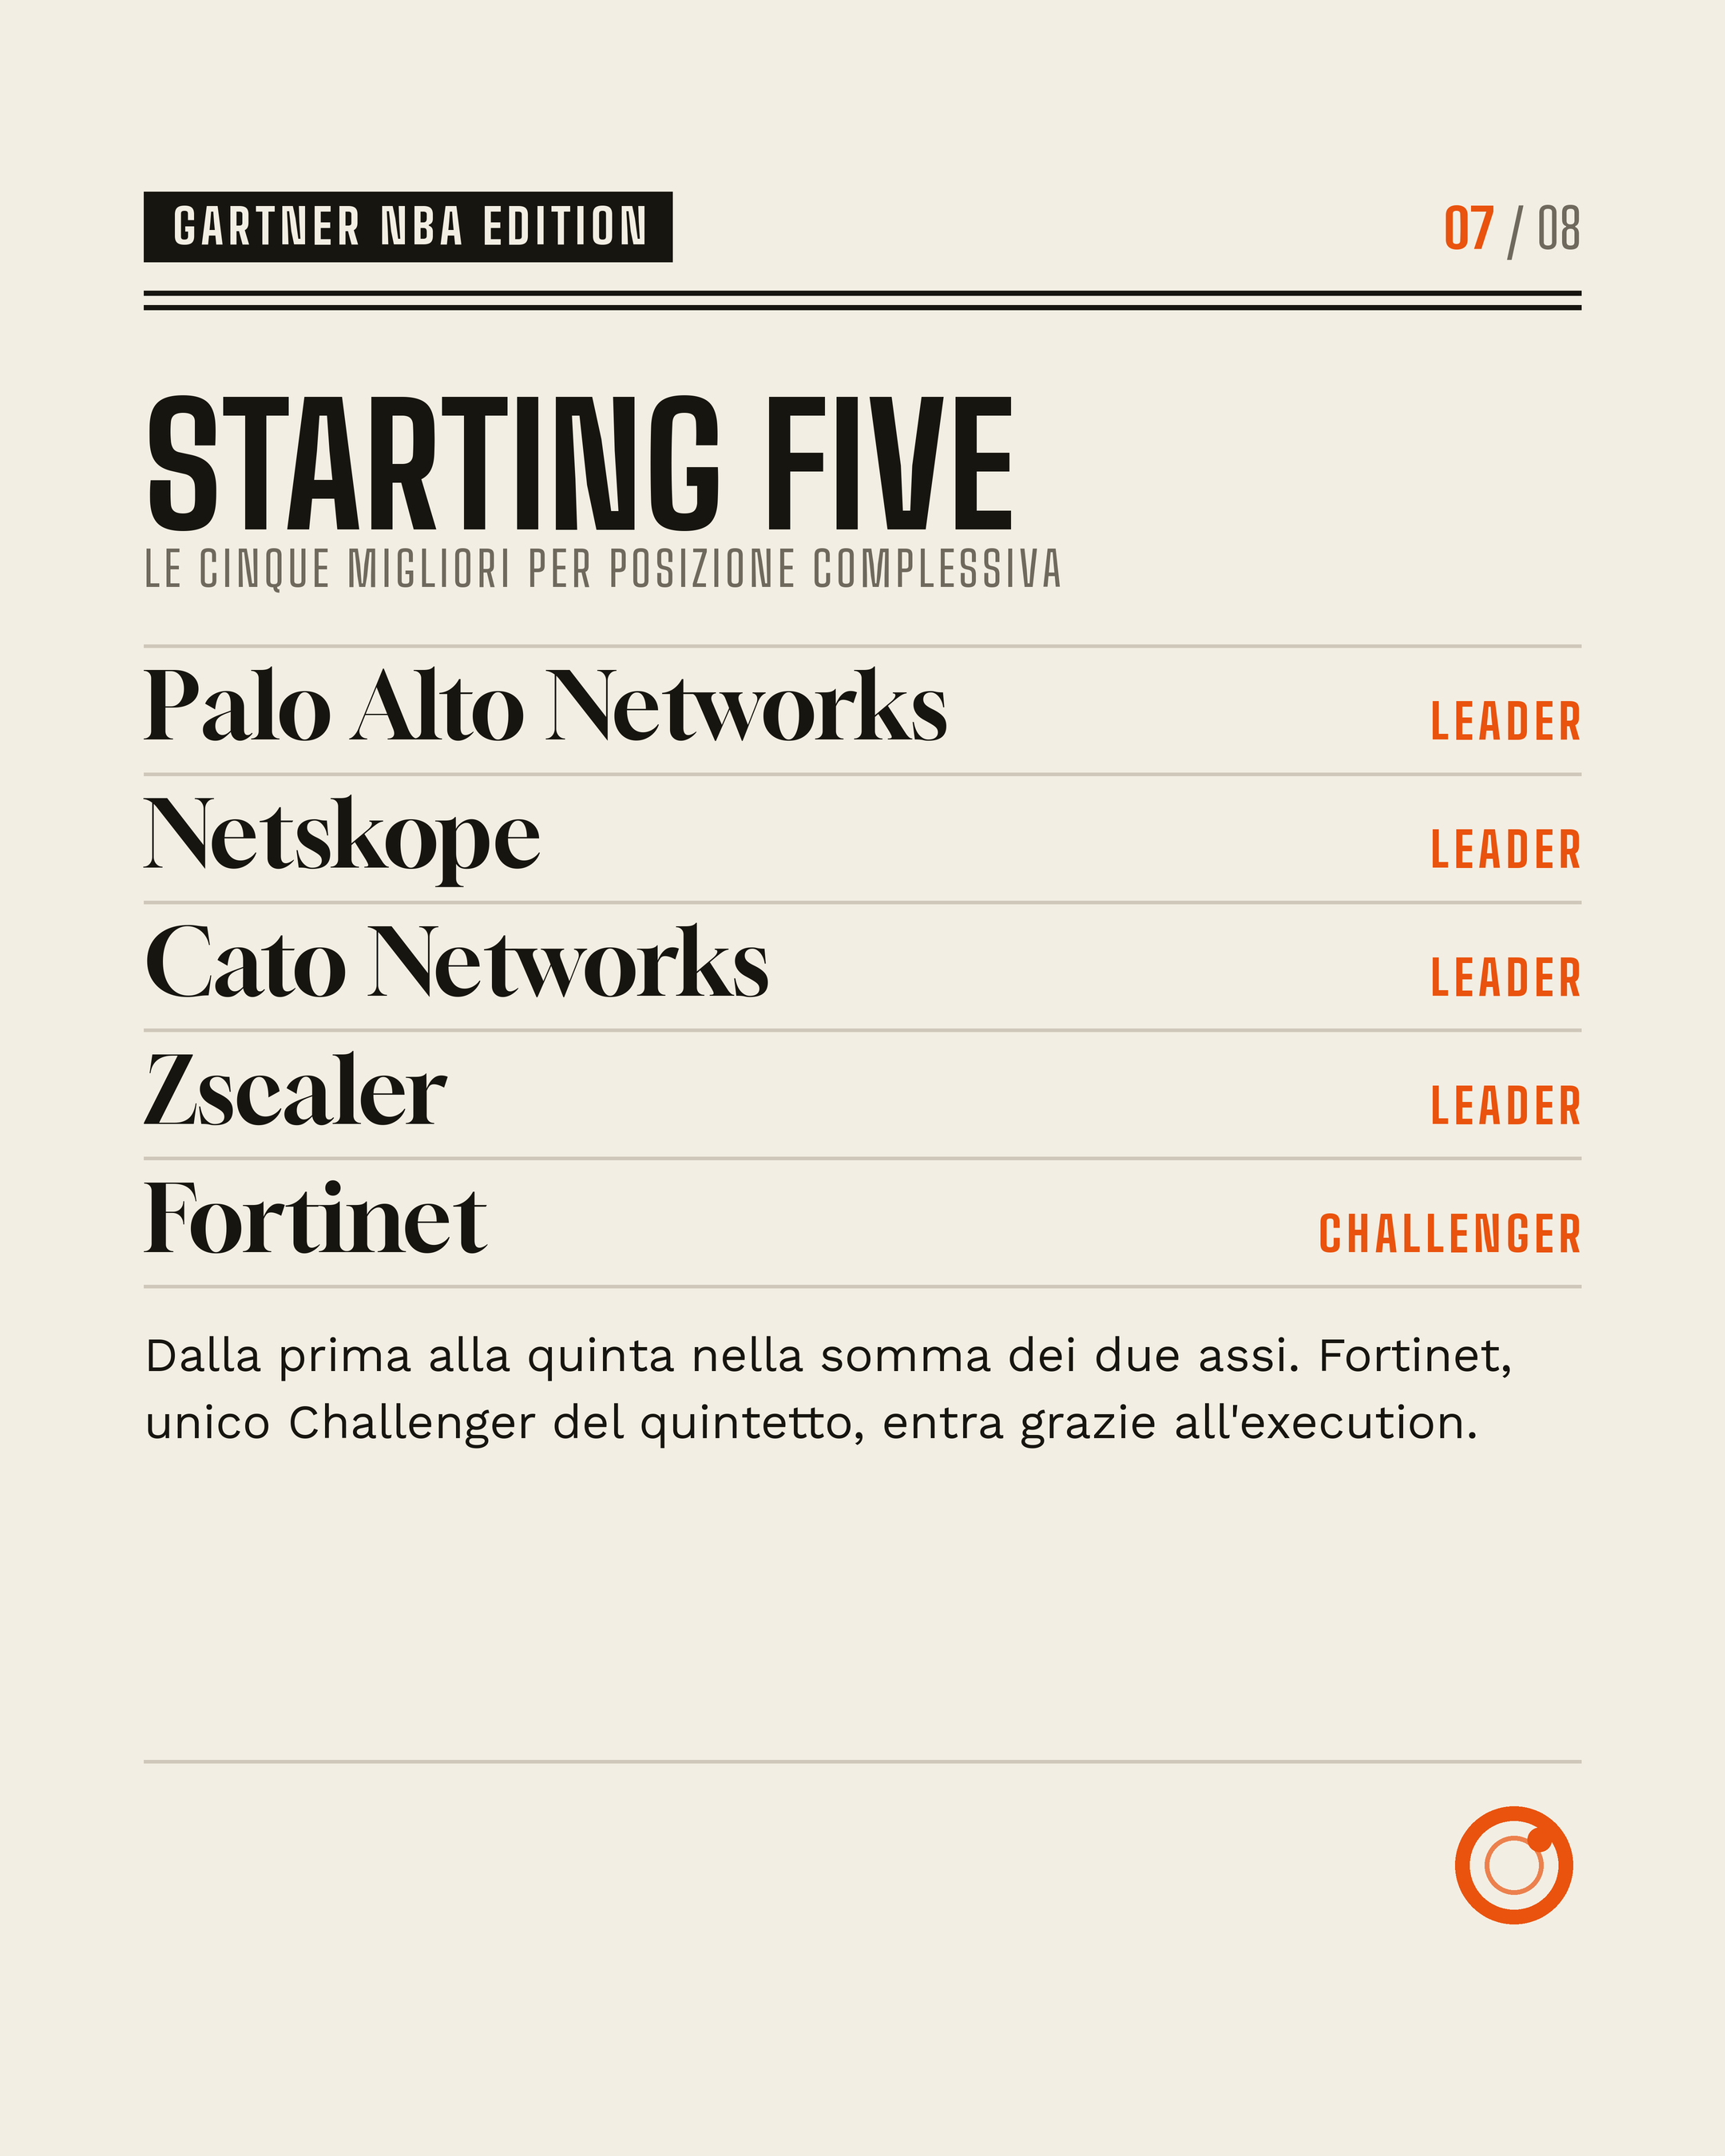 GARTNER NBA EDITION
07 / 08
STARTING FIVE
LE CINQUE MIGLIORI PER POSIZIONE COMPLESSIVA
Palo Alto Networks LEADER
Netskope LEADER
Cato Networks LEADER
Zscaler LEADER
Fortinet CHALLENGER
Dalla prima alla quinta nella somma dei due assi. Fortinet,
unico Challenger del quintetto, entra grazie all'execution.